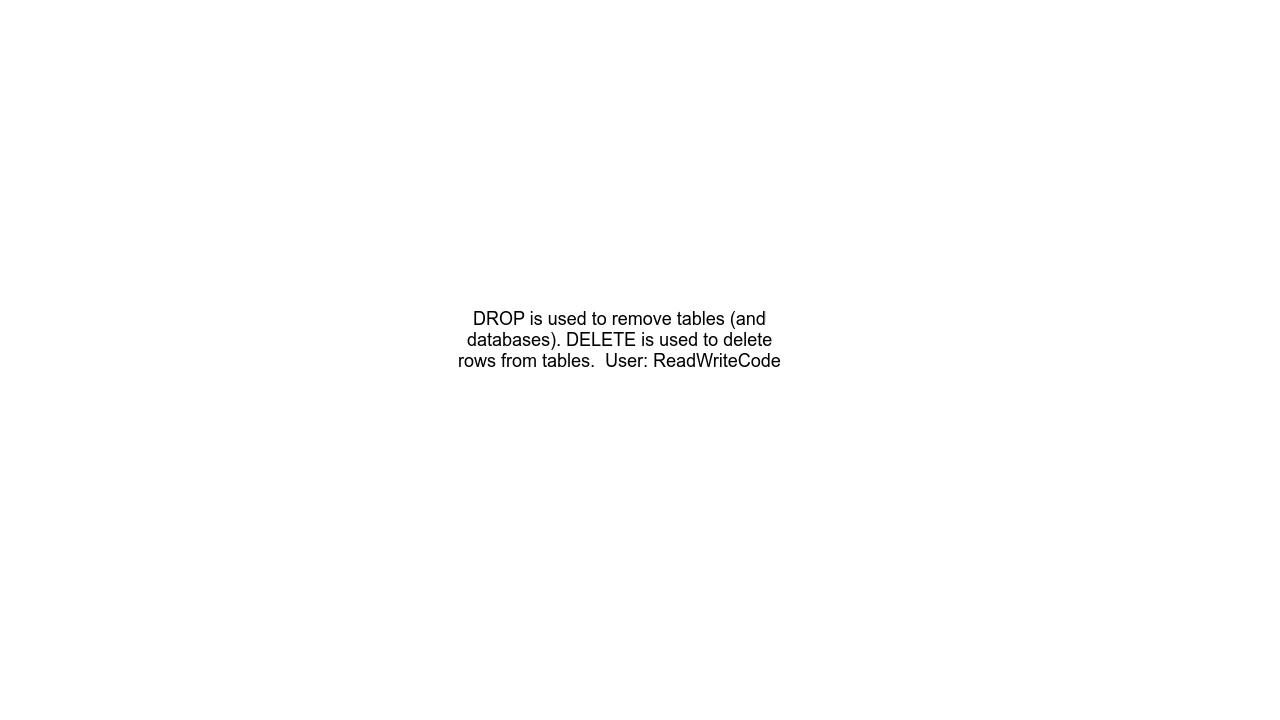 DROP is used to remove tables (and
databases). DELETE is used to delete
rows from tables.  User: ReadWriteCode